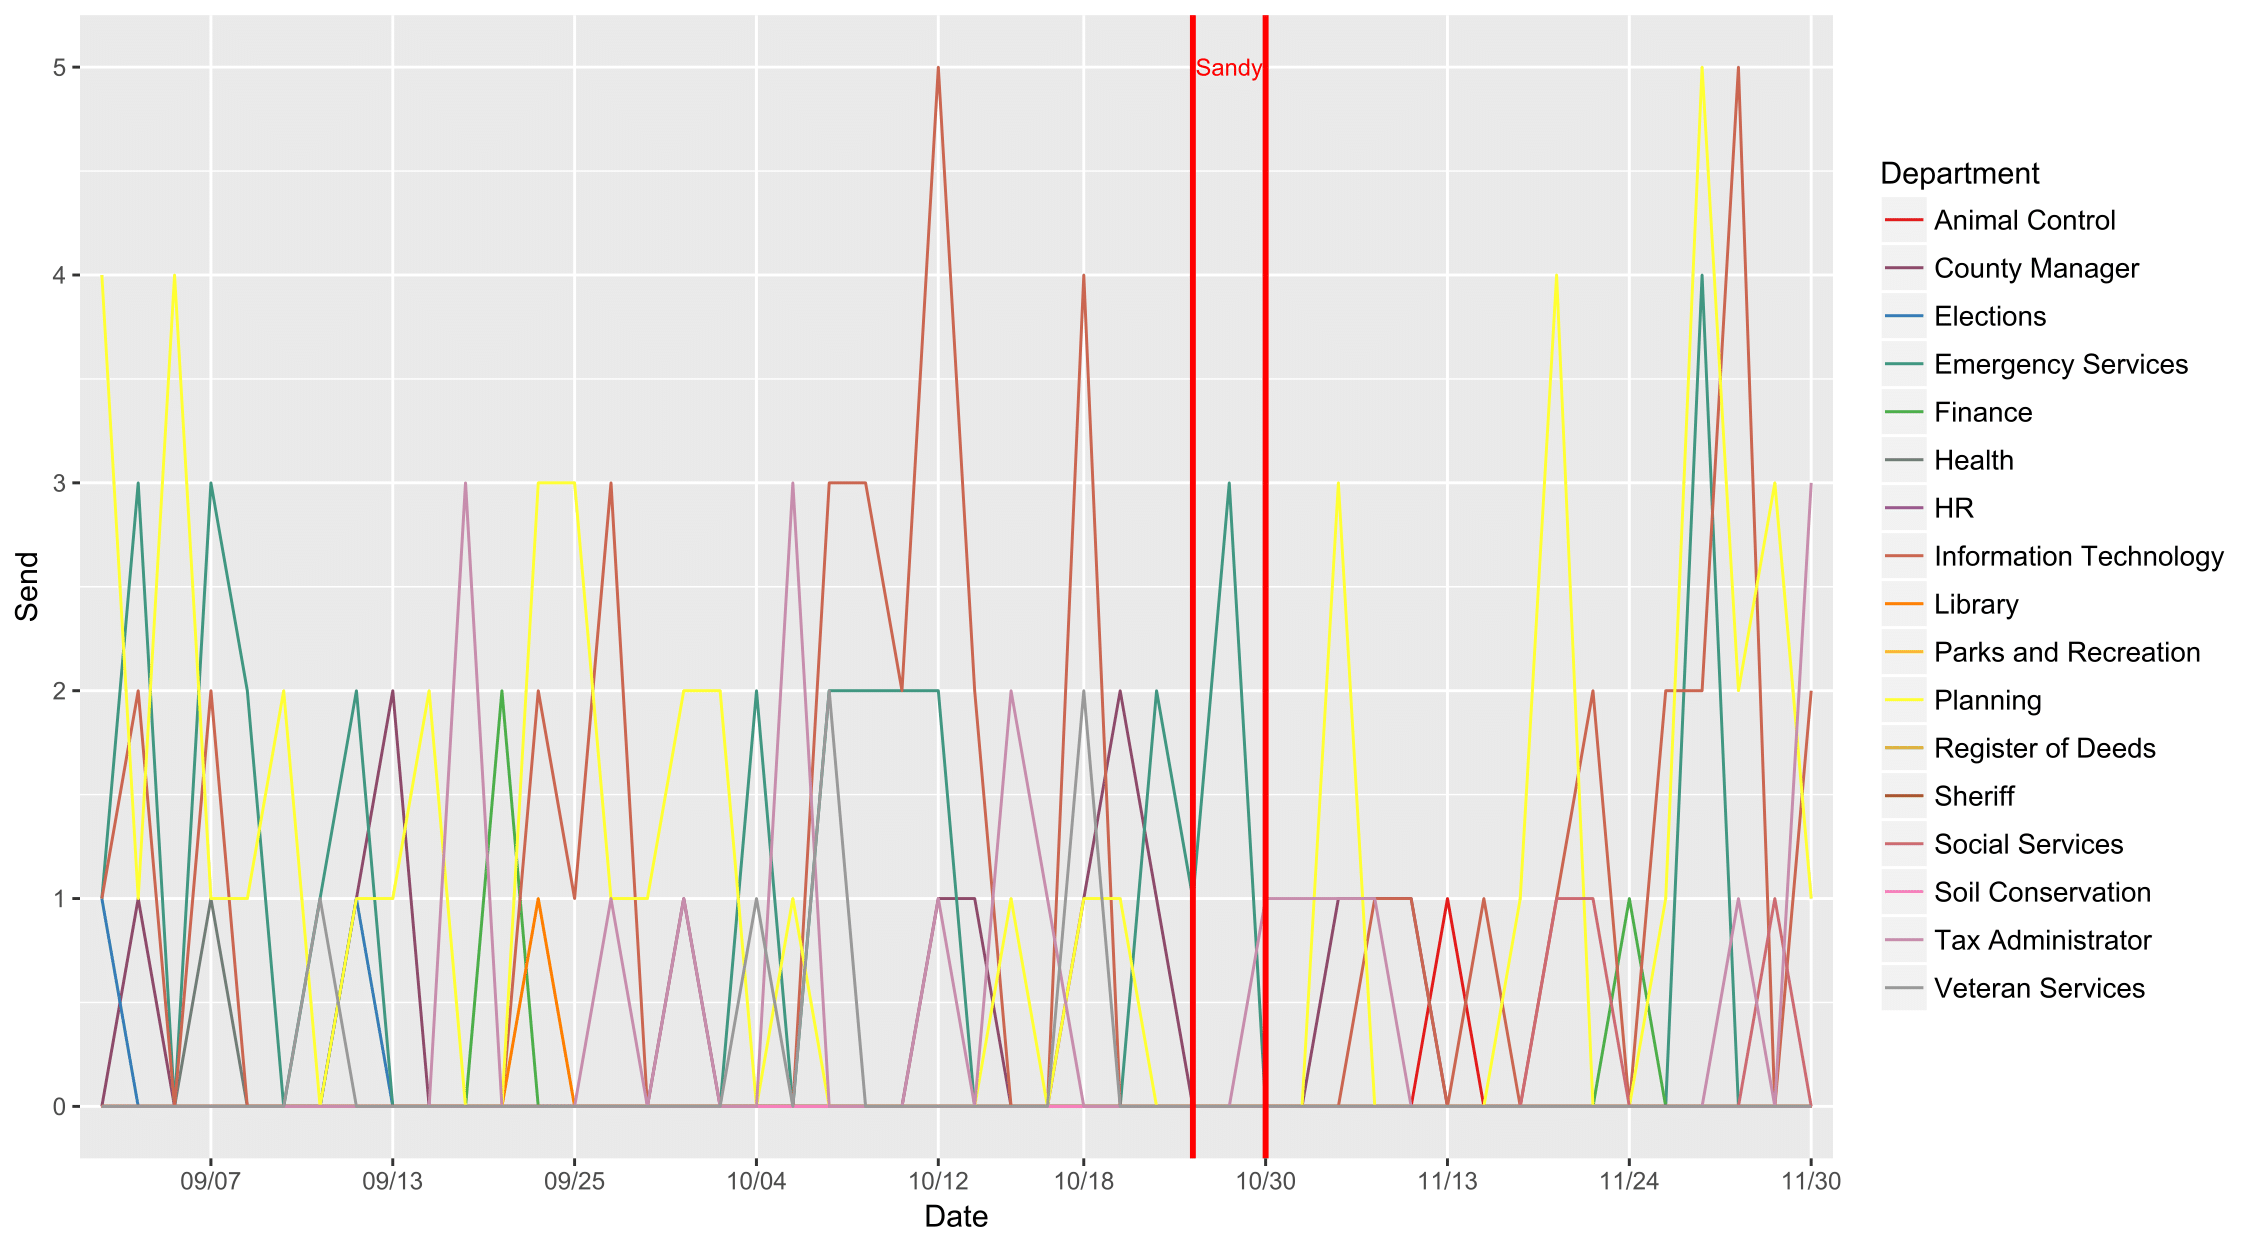 5
Sandy
4
3
2
1
0
Send
09/07 09/13 09/25 10/04 10/12 10/18 10/30 11/13 11/24 11/30
Date
Department
Animal Control
County Manager
Elections
Emergency Services
Finance
Health
HR
Information Technology
Library
Parks and Recreation
Planning
Register of Deeds
Sheriff
Social Services
Soil Conservation
Tax Administrator
Veteran Services